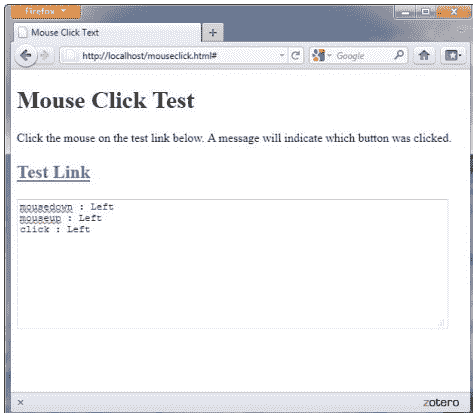 Firefox
Mouse Click Text
http://localhost/mouseclick.html#
Google
Mouse Click Test
Click the mouse on the test link below. A message will indicate which button was clicked.
Test Link
mousedown : Left
mouseup : Left
click : Left
zotero